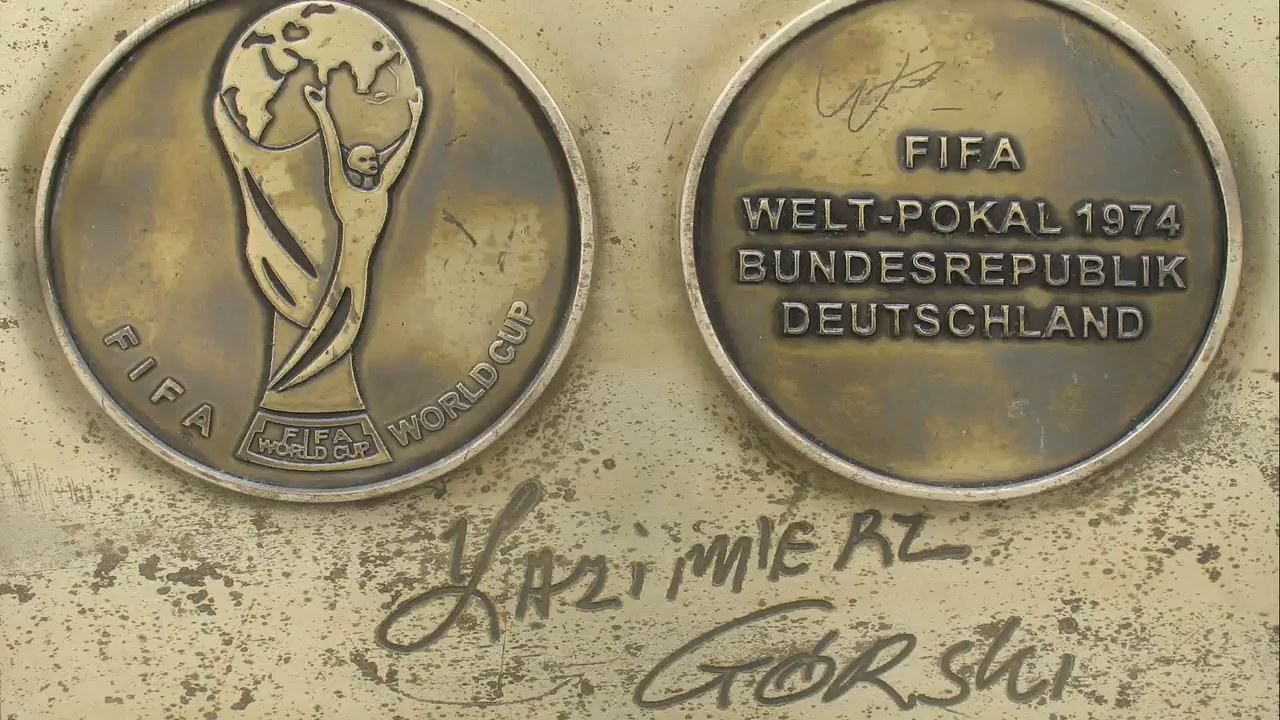 FIFA
WORLD CUP
FIFA
WORLD CUP
FIFA
WELT-POKAL 1974
BUNDESREPUBLIK
DEUTSCHLAND
KAZIMIERZ
GÓRSKI